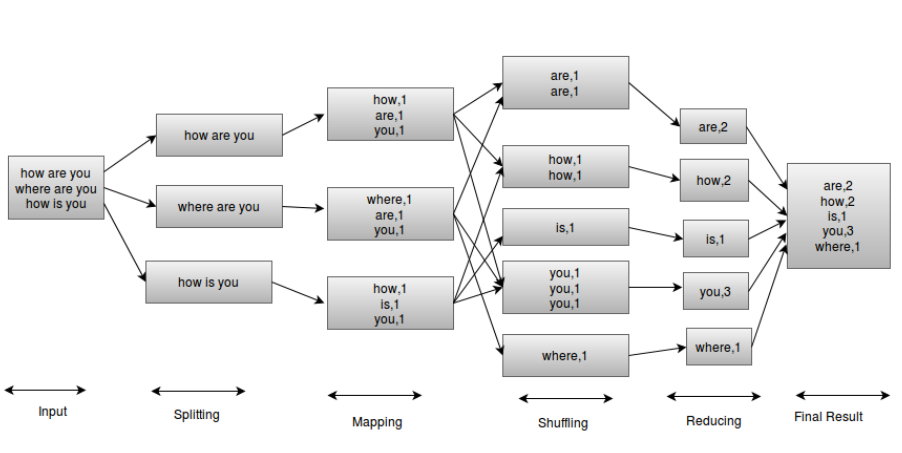 how are you
where are you
how is you
how are you
where are you
how is you
how,1
are,1
you,1
where,1
are,1
you,1
how,1
is,1
you,1
are,1
are,1
how,1
how,1
is,1
you,1
you,1
you,1
where,1
are,2
how,2
is,1
you,3
where,1
are,2
how,2
is,1
you,3
where,1
Input
Splitting
Mapping
Shuffling
Reducing
Final Result